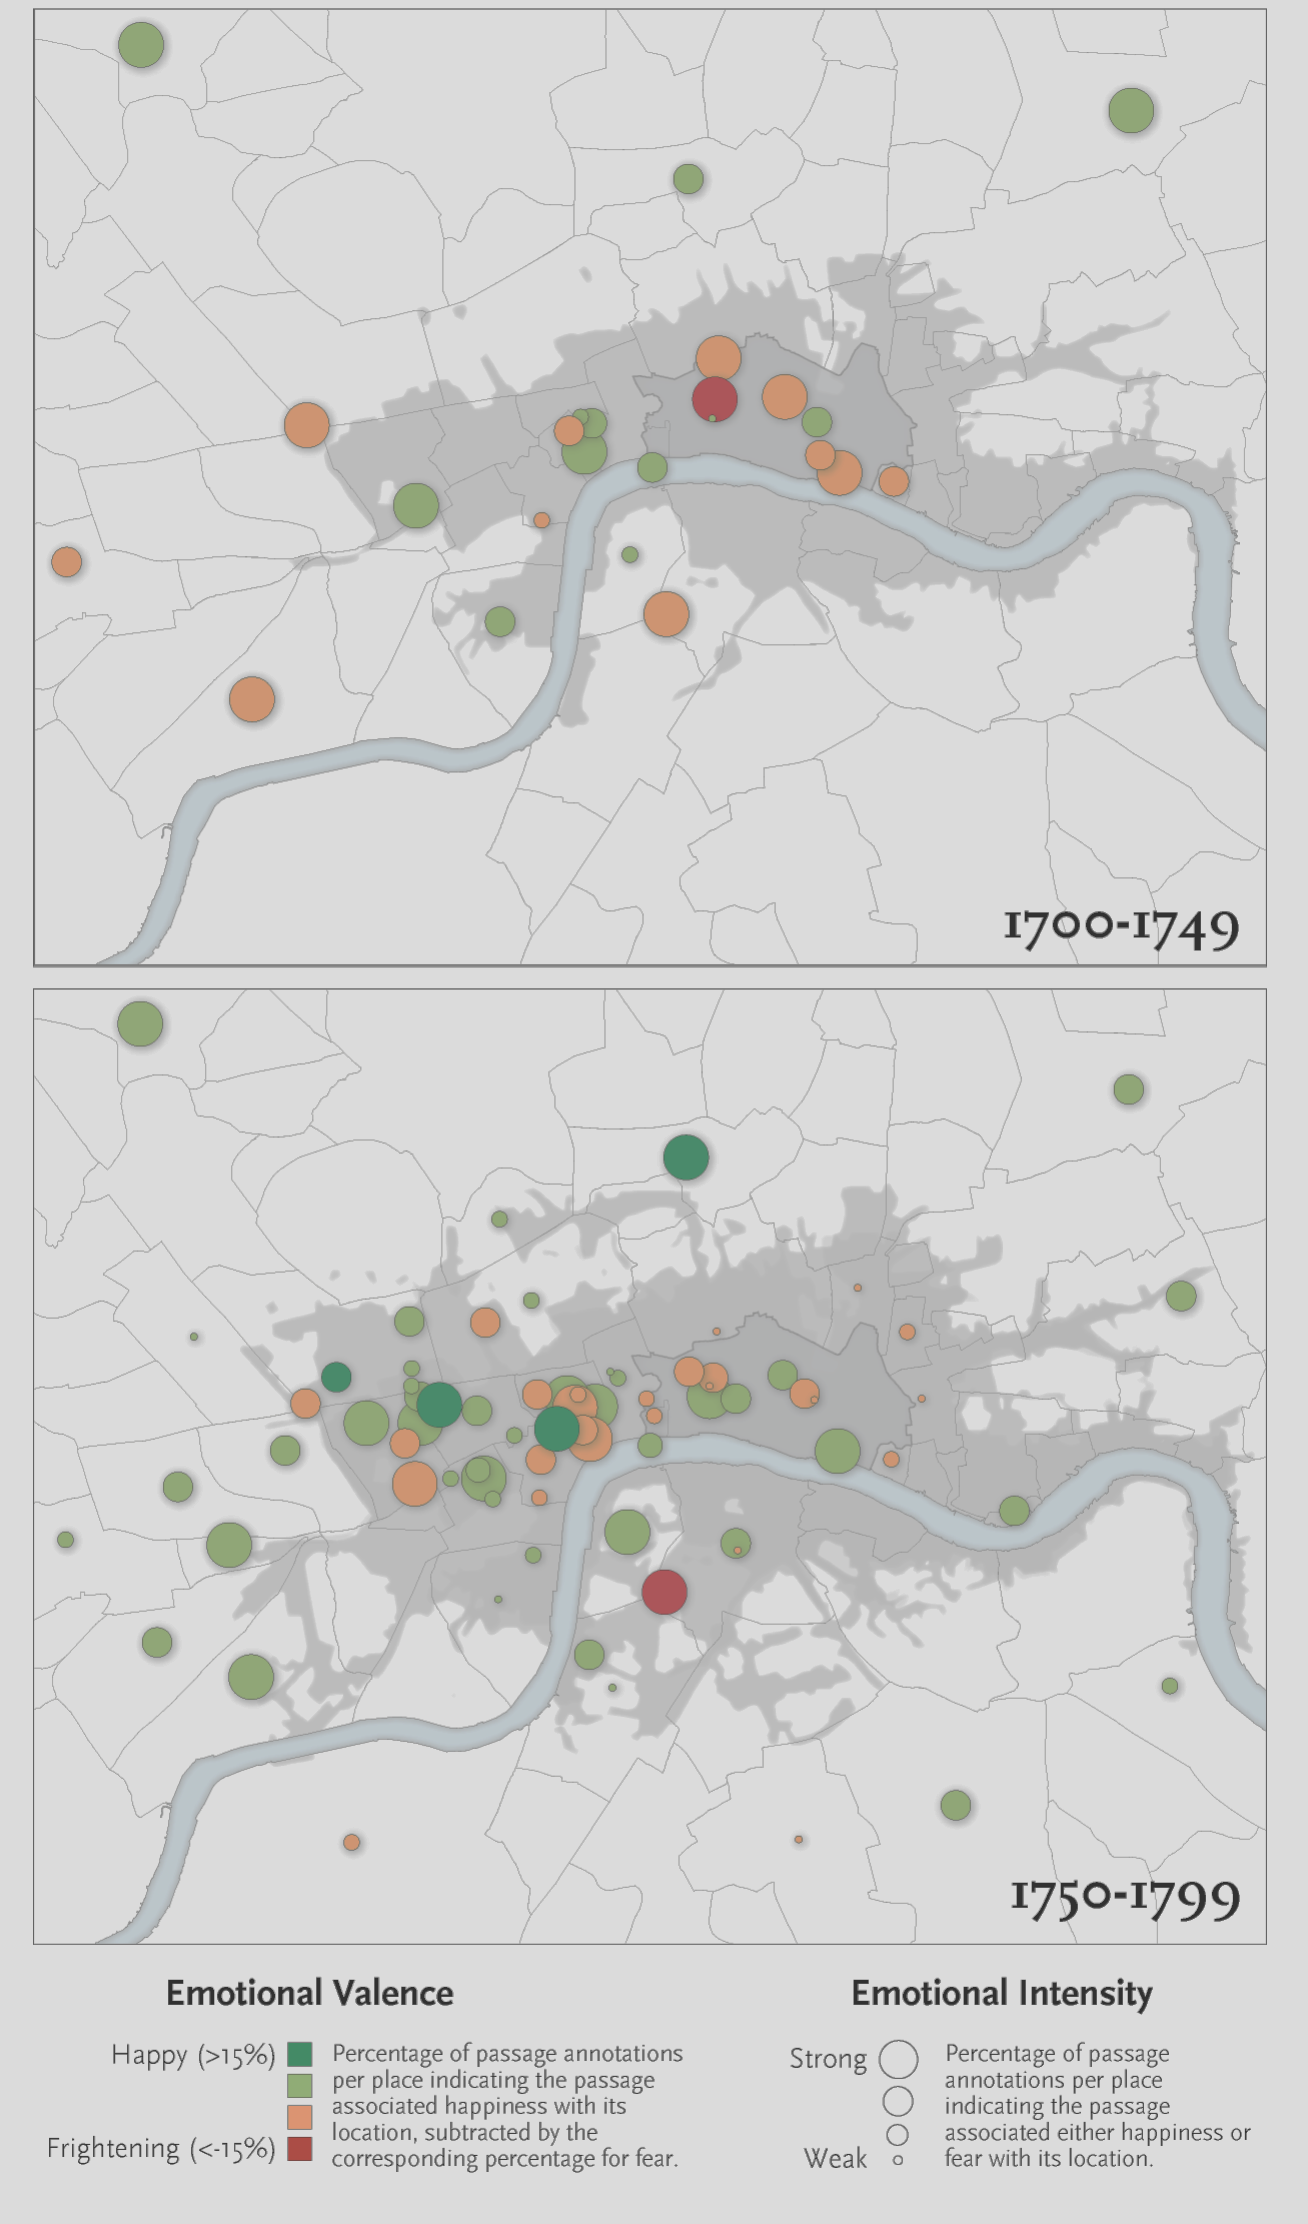 1700-1749
1750-1799
Emotional Valence
Happy (>15%)
Frightening (<-15%)
Percentage of passage annotations
per place indicating the passage
associated happiness with its
location, subtracted by the
corresponding percentage for fear.
Emotional Intensity
Strong
Weak
Percentage of passage
annotations per place
indicating the passage
associated either happiness or
fear with its location.